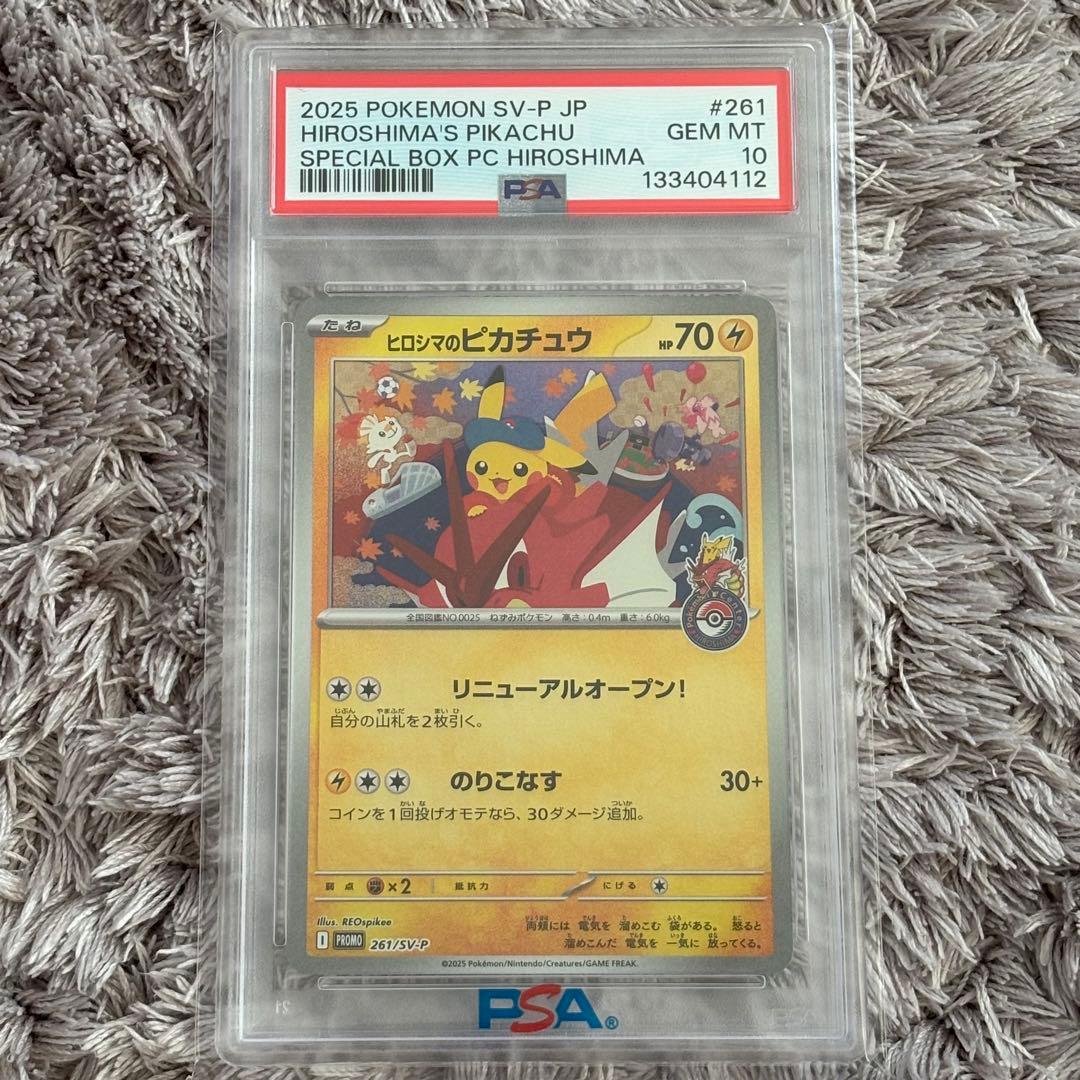 2025 POKEMON SV-P JP #261
HIROSHIMA'S PIKACHU GEM MT
SPECIAL BOX PC HIROSHIMA 10
PSA 133404112
たね ヒロシマのピカチュウ HP70
全国図鑑NO.0025 ねずみポケモン 高さ:0.4m 重さ:6.0kg
Pokémon Center
HIROSHIMA
リニューアルオープン!
自分の山札を2枚引く。
のりこなす 30+
コインを1回投げオモテなら、30ダメージ追加。
弱点 ×2 抵抗力 にげる
Illus. REOspikee
両頬には 電気を 溜めこむ 袋がある。 怒ると
溜めこんだ 電気を 一気に 放ってくる。
I PROMO 261/SV-P
©2025 Pokémon/Nintendo/Creatures/GAME FREAK.
PSA®